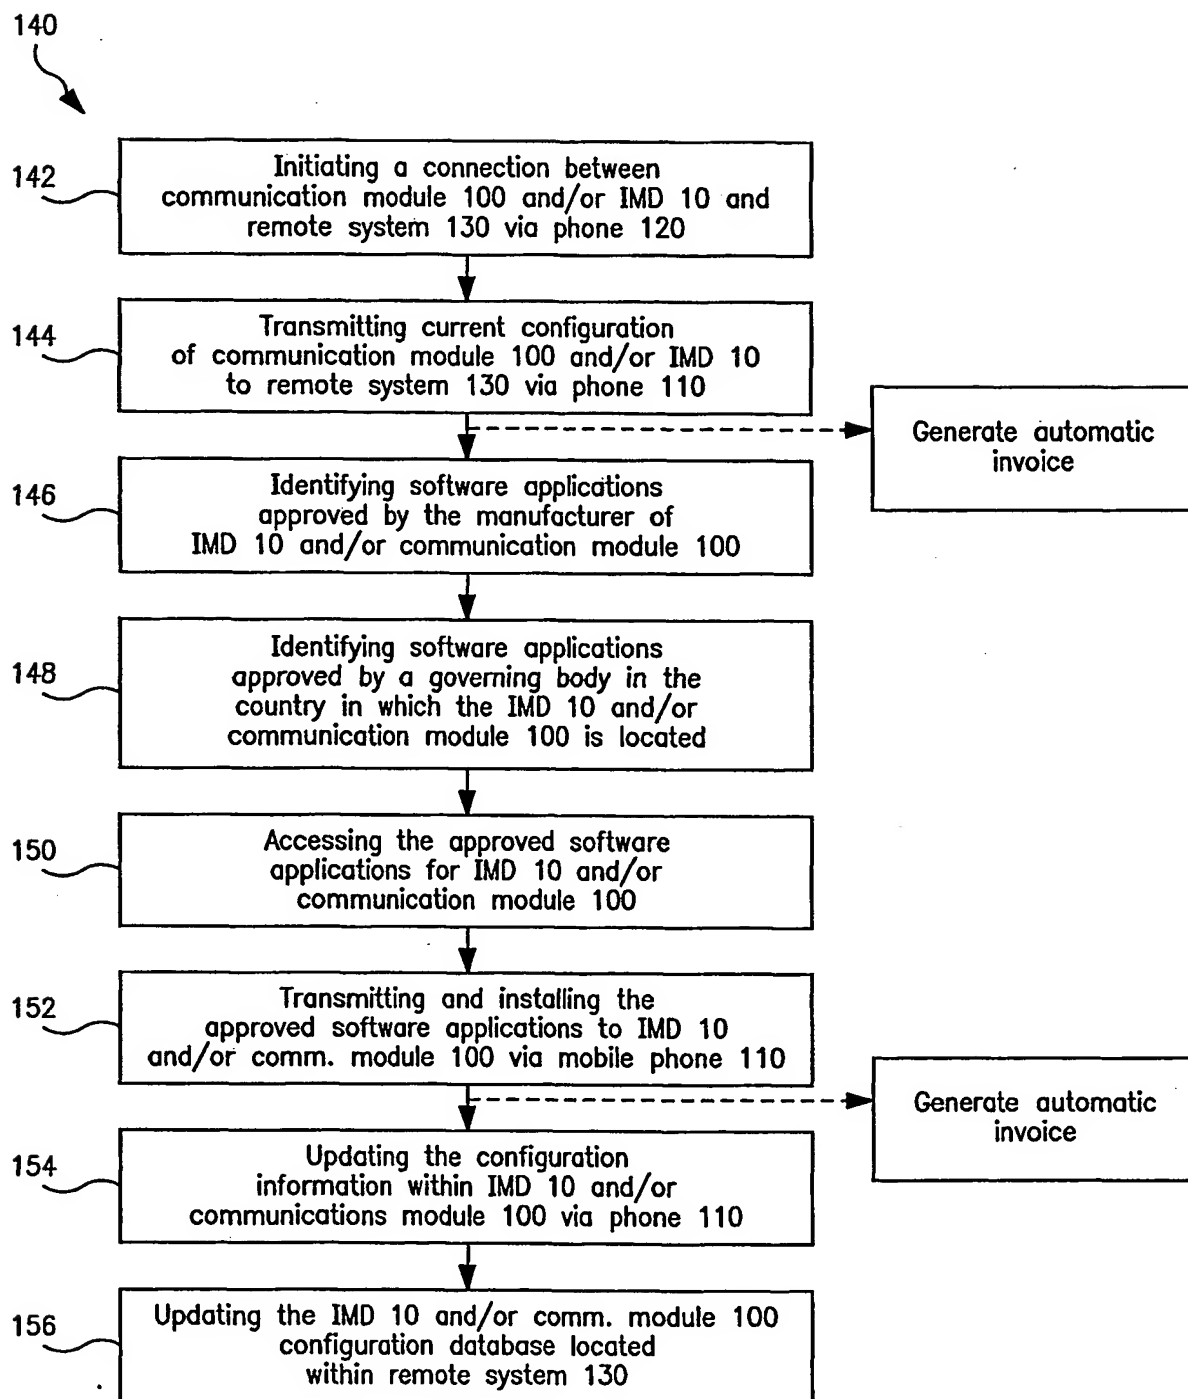 140
142
Initiating a connection between
communication module 100 and/or IMD 10 and
remote system 130 via phone 120
144
Transmitting current configuration
of communication module 100 and/or IMD 10
to remote system 130 via phone 110
Generate automatic
invoice
146
Identifying software applications
approved by the manufacturer of
IMD 10 and/or communication module 100
148
Identifying software applications
approved by a governing body in the
country in which the IMD 10 and/or
communication module 100 is located
150
Accessing the approved software
applications for IMD 10 and/or
communication module 100
152
Transmitting and installing the
approved software applications to IMD 10
and/or comm. module 100 via mobile phone 110
Generate automatic
invoice
154
Updating the configuration
information within IMD 10 and/or
communications module 100 via phone 110
156
Updating the IMD 10 and/or comm. module 100
configuration database located
within remote system 130